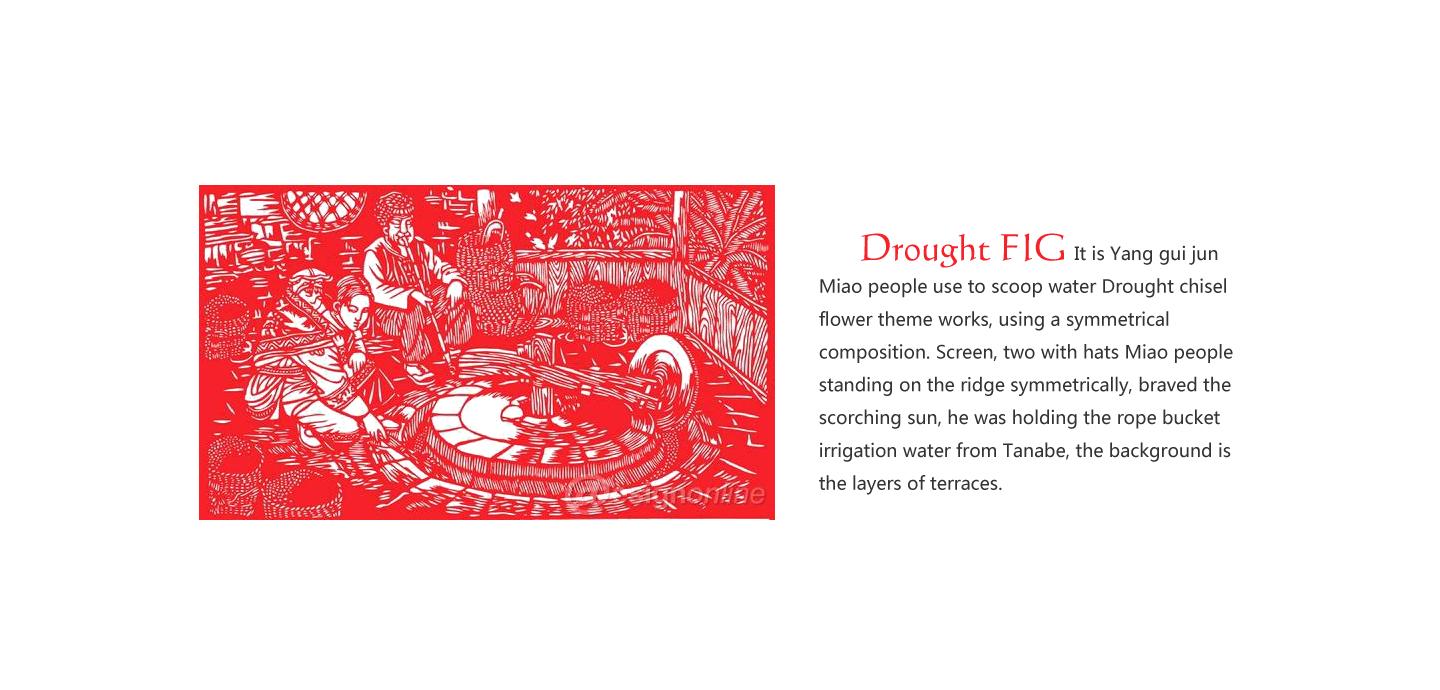 Drought FIG It is Yang gui jun
Miao people use to scoop water Drought chisel
flower theme works, using a symmetrical
composition. Screen, two with hats Miao people
standing on the ridge symmetrically, braved the
scorching sun, he was holding the rope bucket
irrigation water from Tanabe, the background is
the layers of terraces.